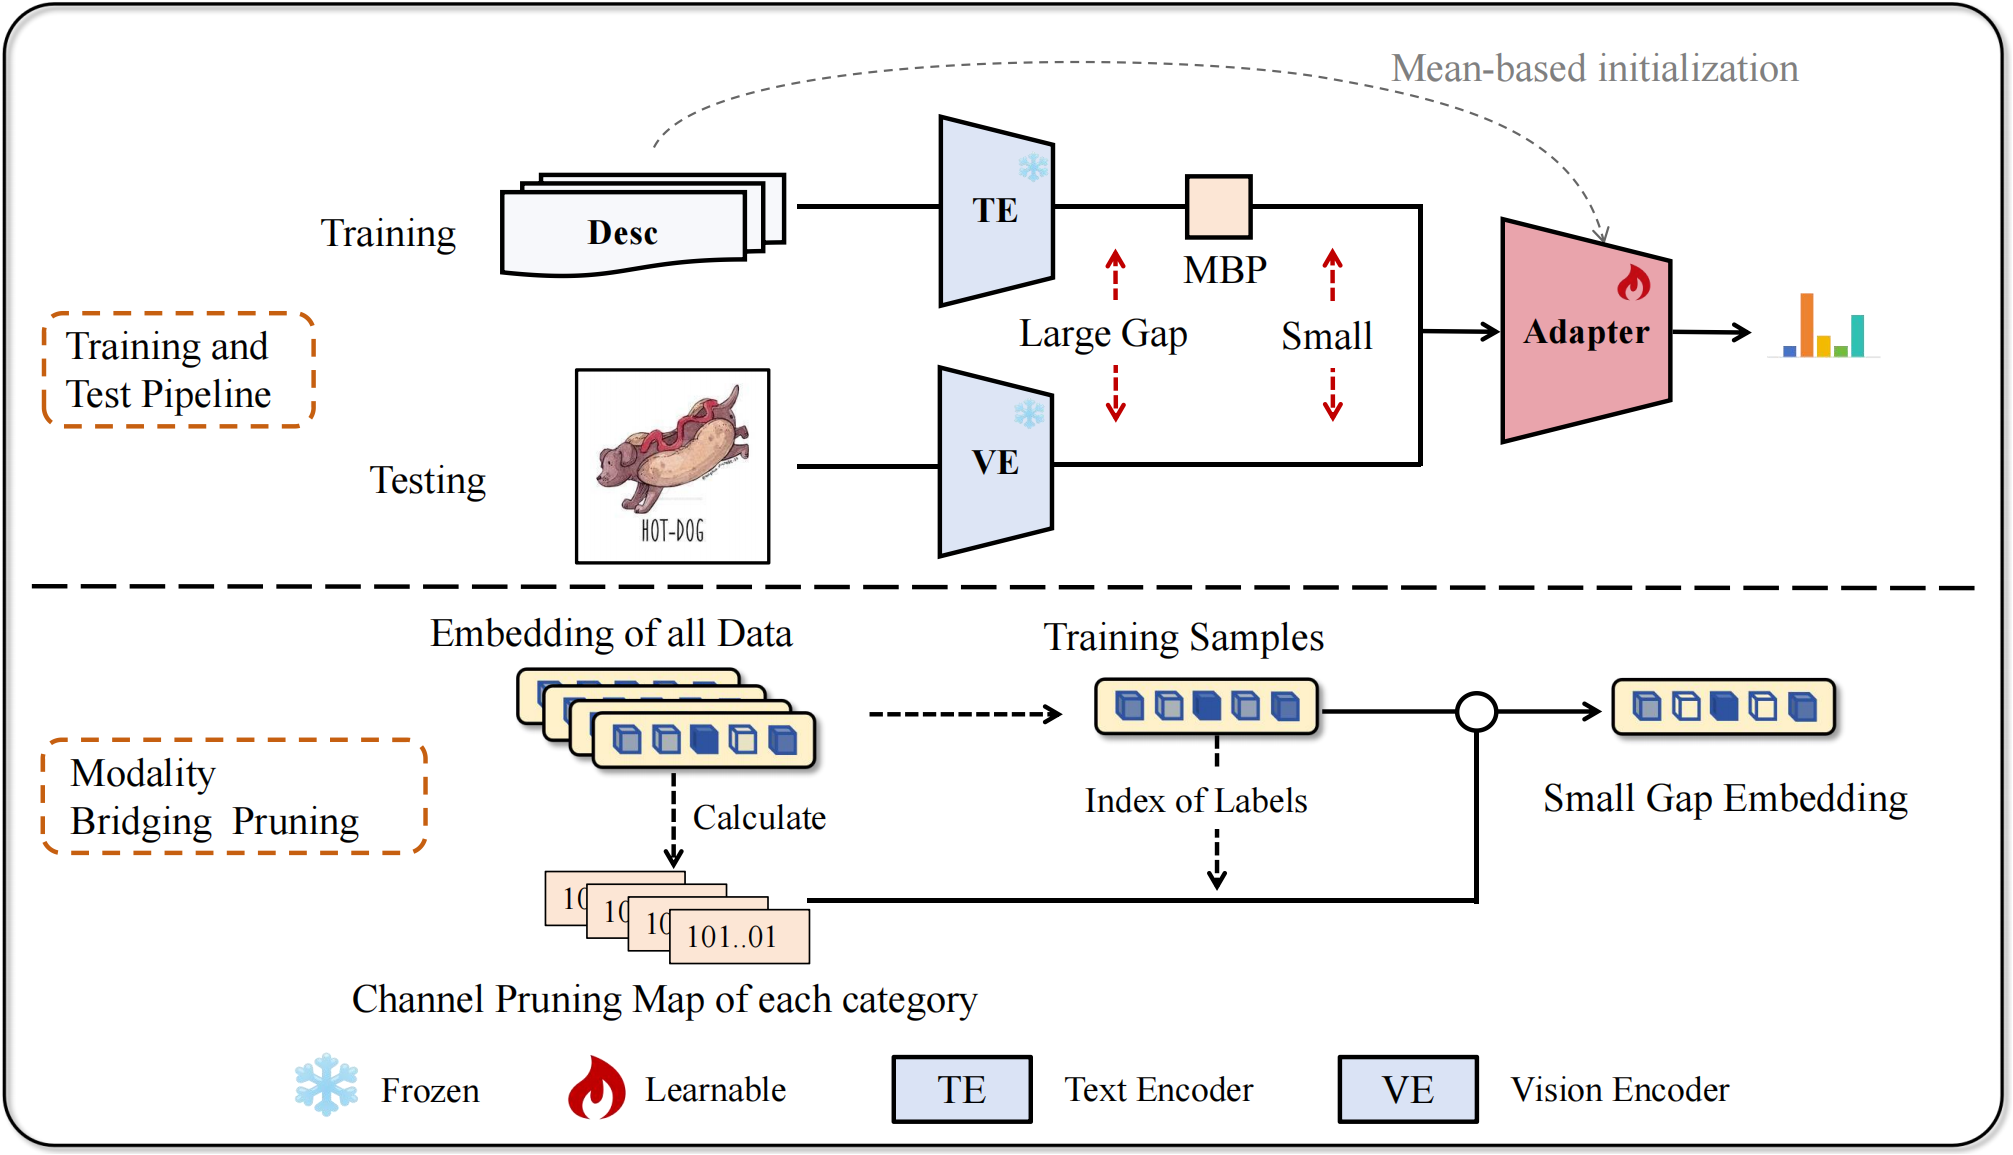 Mean-based initialization
Training
Desc
TE
MBP
Large Gap
Small
Adapter
Training and
Test Pipeline
Testing
HOT-DOG
VE
Embedding of all Data
Training Samples
Modality
Bridging Pruning
Calculate
Index of Labels
Small Gap Embedding
10
10
10
101..01
Channel Pruning Map of each category
Frozen
Learnable
TE
Text Encoder
VE
Vision Encoder